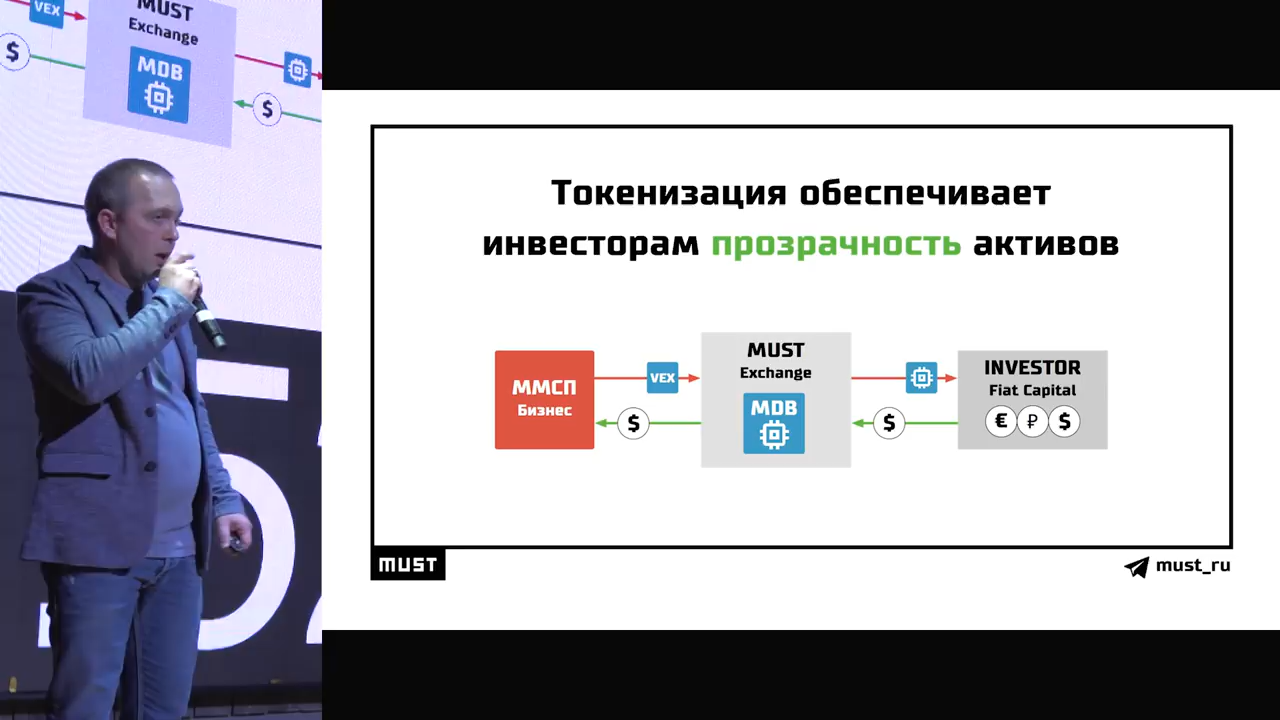 VEX
MUST
Exchange
MDB
$
$
Токенизация обеспечивает
инвесторам прозрачность активов
ММСП
Бизнес
VEX
$
MUST
Exchange
MDB
$
INVESTOR
Fiat Capital
€ ₽ $
MUST
must_ru